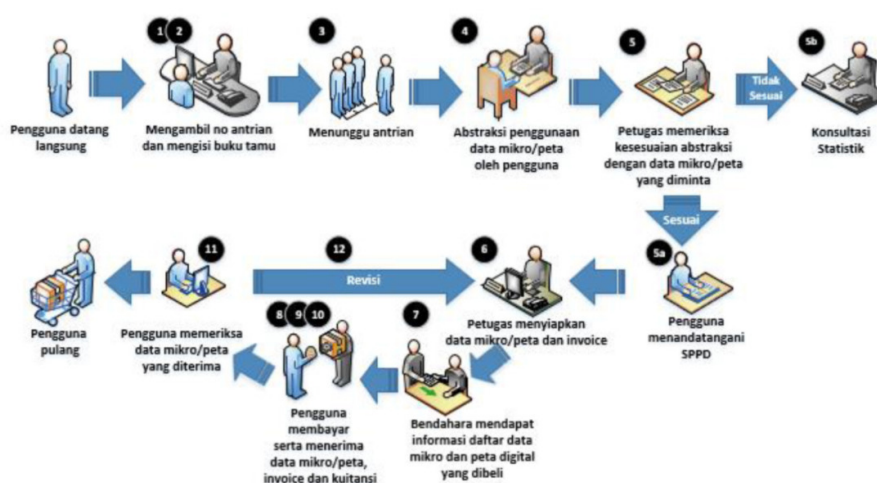 1 2
3
4
5
5b
Pengguna datang
langsung
Mengambil no antrian
dan mengisi buku tamu
Menunggu antrian
Abstraksi penggunaan
data mikro/peta
oleh pengguna
Petugas memeriksa
kesesuaian abstraksi
dengan data mikro/peta
yang diminta
Tidak
Sesuai
Konsultasi
Statistik
Sesuai
5a
Pengguna
menandatangani
SPPD
6
Petugas menyiapkan
data mikro/peta dan invoice
12
Revisi
11
Pengguna memeriksa
data mikro/peta
yang diterima
Pengguna
pulang
7
Bendahara mendapat
informasi daftar data
mikro dan peta digital
yang dibeli
8 9 10
Pengguna
membayar
serta menerima
data mikro/peta,
invoice dan kuitansi